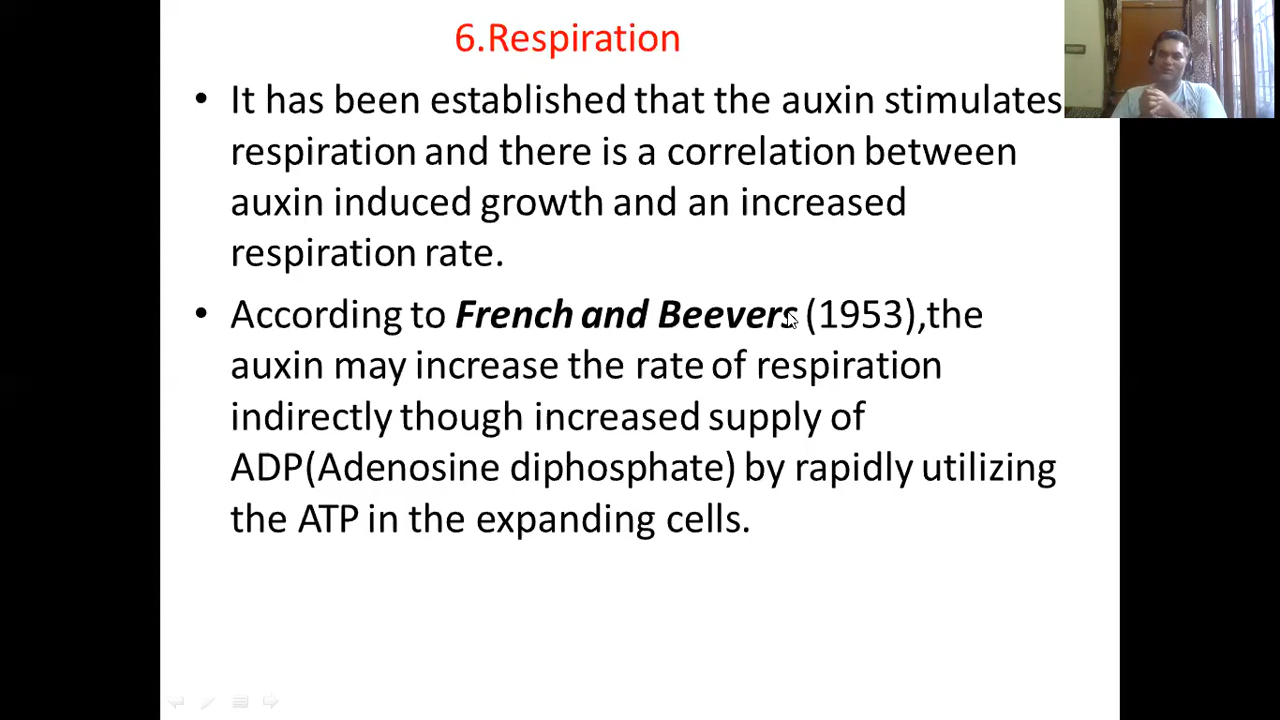 6.Respiration
• It has been established that the auxin stimulates
respiration and there is a correlation between
auxin induced growth and an increased
respiration rate.
• According to French and Beevers (1953),the
auxin may increase the rate of respiration
indirectly though increased supply of
ADP(Adenosine diphosphate) by rapidly utilizing
the ATP in the expanding cells.